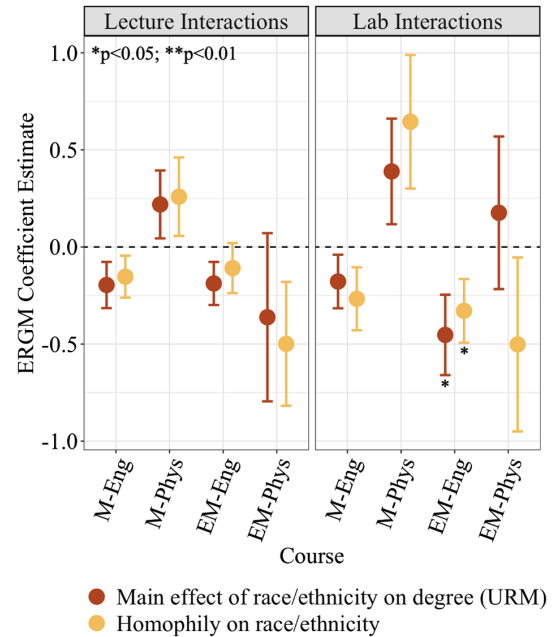 Lecture Interactions
Lab Interactions
*p<0.05; **p<0.01
ERGM Coefficient Estimate
1.0
0.5
0.0
-0.5
-1.0
*
*
M-Eng
M-Phys
EM-Eng
EM-Phys
M-Eng
M-Phys
EM-Eng
EM-Phys
Course
Main effect of race/ethnicity on degree (URM)
Homophily on race/ethnicity